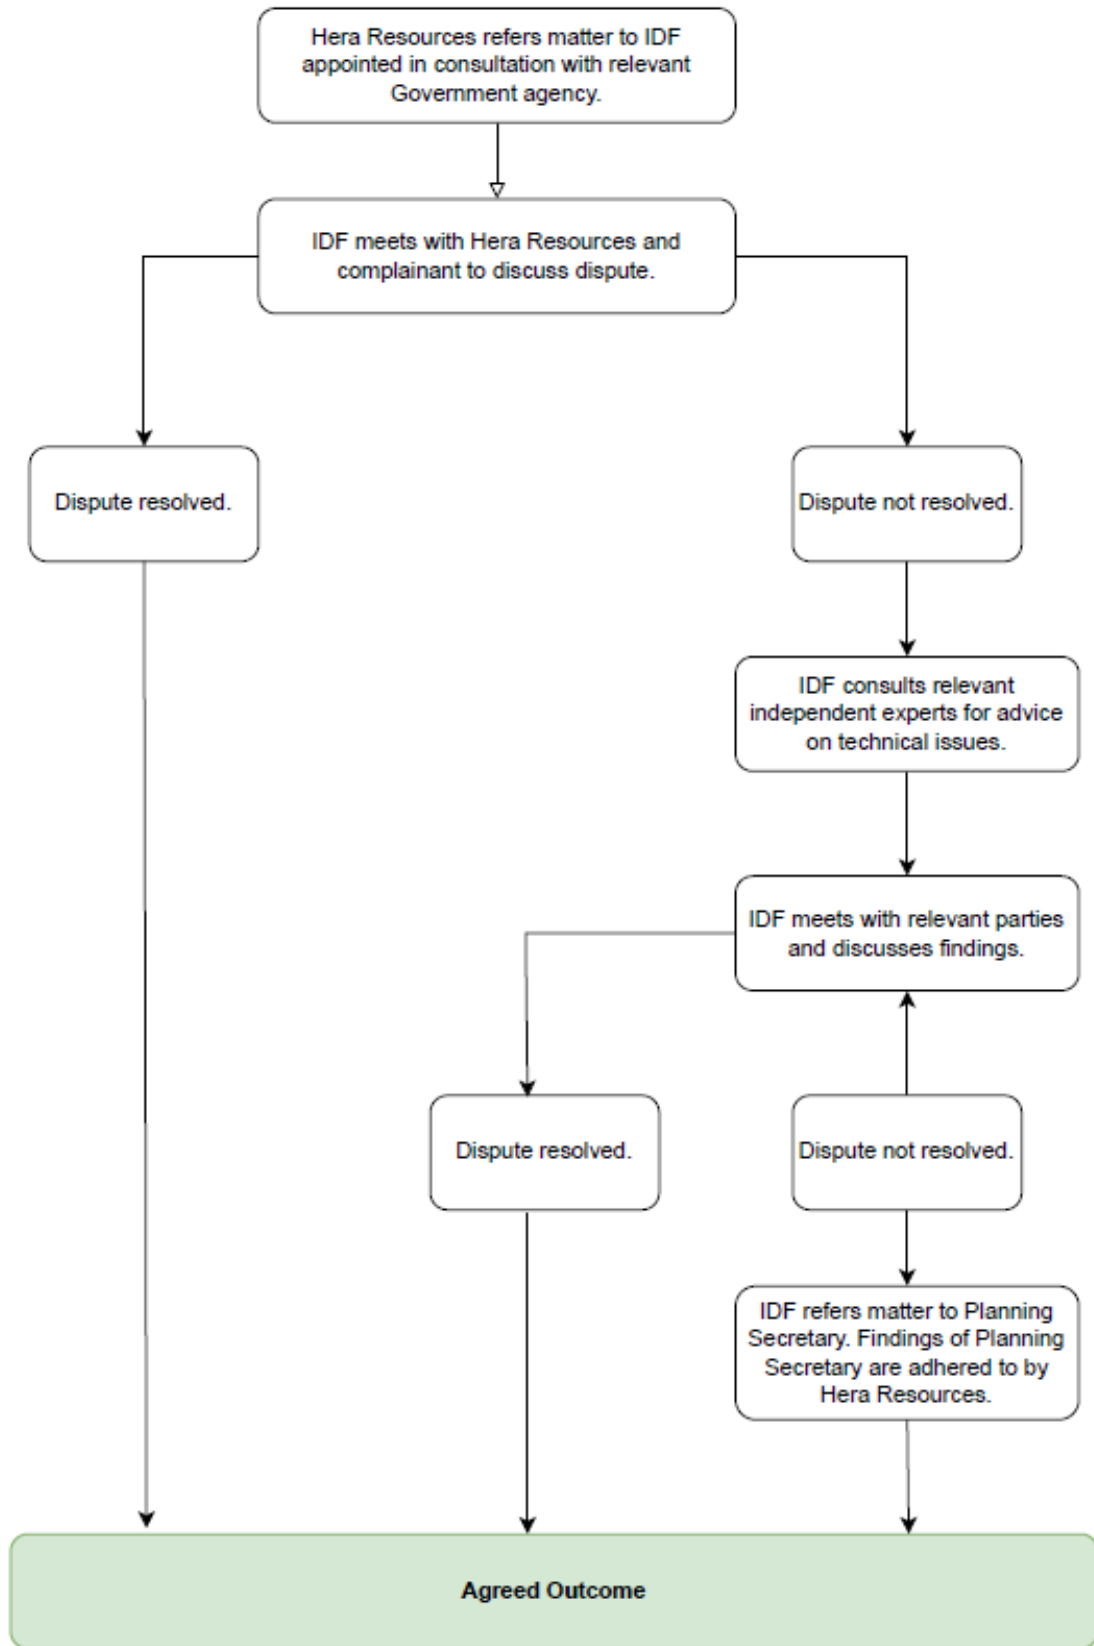 Hera Resources refers matter to IDF
appointed in consultation with relevant
Government agency.
IDF meets with Hera Resources and
complainant to discuss dispute.
Dispute resolved.
Dispute not resolved.
IDF consults relevant
independent experts for advice
on technical issues.
IDF meets with relevant parties
and discusses findings.
Dispute resolved.
Dispute not resolved.
IDF refers matter to Planning
Secretary. Findings of Planning
Secretary are adhered to by
Hera Resources.
Agreed Outcome